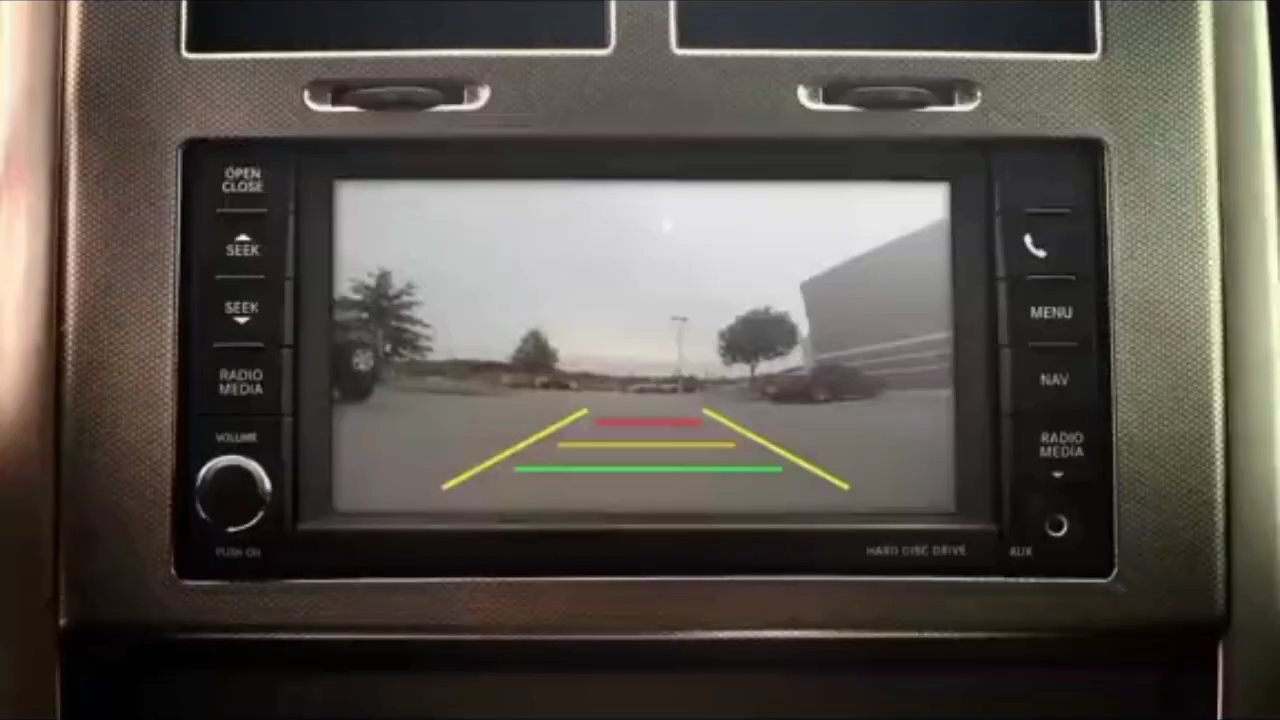 OPEN
CLOSE
SEEK
SEEK
RADIO
MEDIA
VOLUME
PUSH ON
MENU
NAV
RADIO
MEDIA
HARD DISC DRIVE
AUX